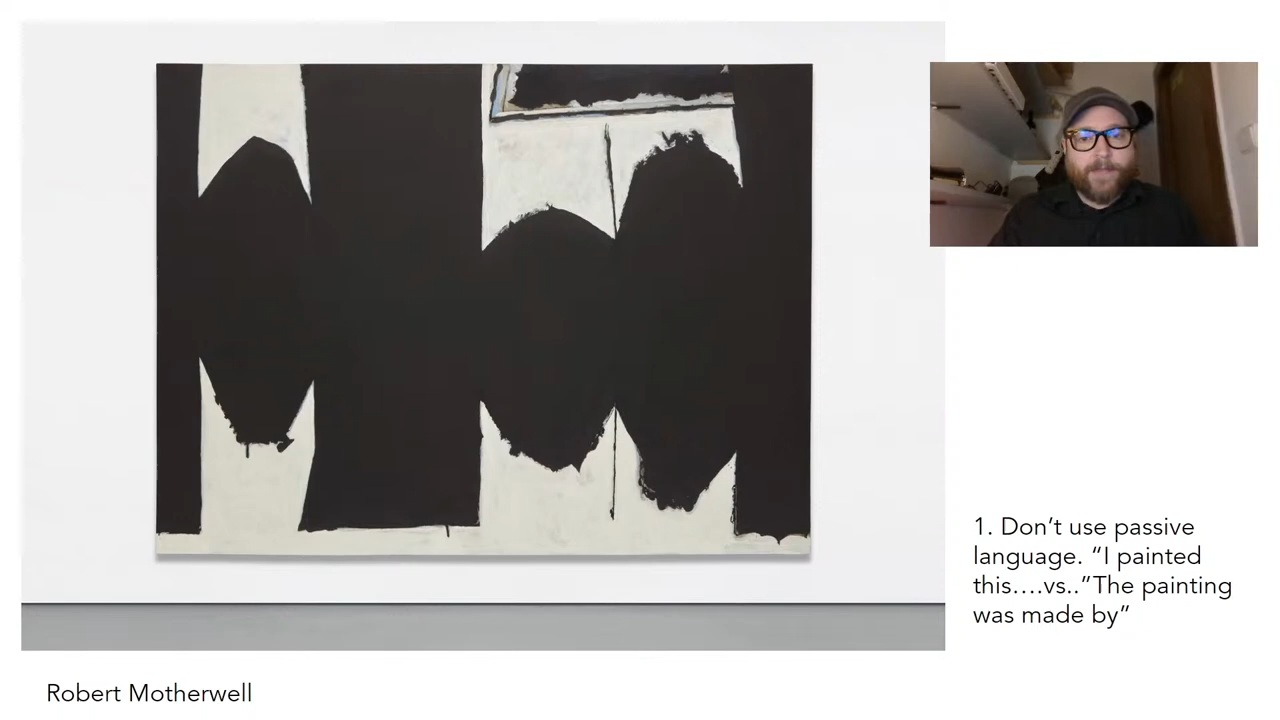 1. Don’t use passive
language. “I painted
this….vs..”The painting
was made by”
Robert Motherwell